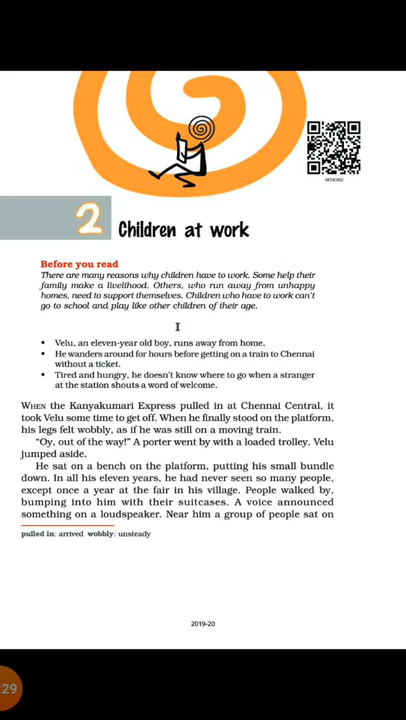 2
Children at work
Before you read
There are many reasons why children have to work. Some help their
family make a livelihood. Others, who run away from unhappy
homes, need to support themselves. Children who have to work can't
go to school and play like other children of their age.
I
• Velu, an eleven-year old boy, runs away from home.
• He wanders around for hours before getting on a train to Chennai
without a ticket.
• Tired and hungry, he doesn't know where to go when a stranger
at the station shouts a word of welcome.
WHEN the Kanyakumari Express pulled in at Chennai Central, it
took Velu some time to get off. When he finally stood on the platform,
his legs felt wobbly, as if he was still on a moving train.
“Oy, out of the way!” A porter went by with a loaded trolley. Velu
jumped aside.
He sat on a bench on the platform, putting his small bundle
down. In all his eleven years, he had never seen so many people,
except once a year at the fair in his village. People walked by,
bumping into him with their suitcases. A voice announced
something on a loudspeaker. Near him a group of people sat on
pulled in: arrived wobbly: unsteady
2019-20
:29